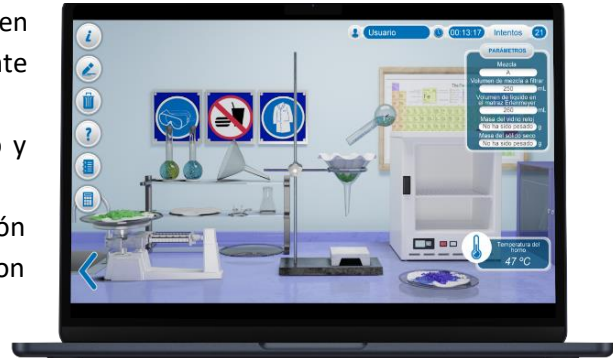 en
nte
o y
ón
on
Usuario
00:13:17
Intentos
21
PARÁMETROS
Mezcla
A
Volumen de mezcla a filtrar
250 mL
Volumen de líquido en
el matraz Erlenmeyer
250 mL
Masa del vidrio reloj
No ha sido pesado g
Masa del sólido seco
No ha sido pesado g
Temperatura del
horno.
47 °C